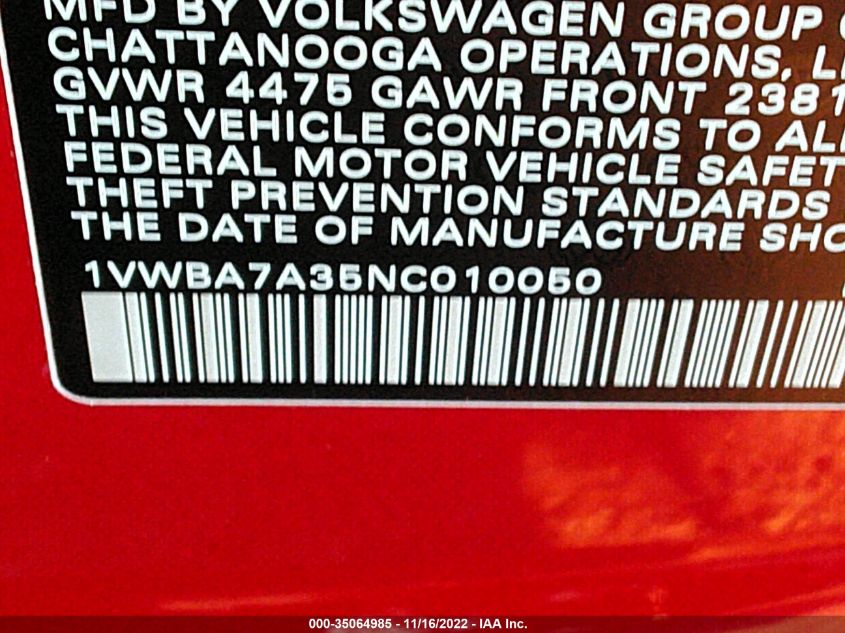 MFD BY VOLKSWAGEN GROUP
CHATTANOOGA OPERATIONS,
GVWR 4475 GAWR FRONT 2381
THIS VEHICLE CONFORMS TO ALL
FEDERAL MOTOR VEHICLE SAFETY
THEFT PREVENTION STANDARDS
THE DATE OF MANUFACTURE
1VWBA7A35NC010050
000-35064985 - 11/16/2022 - IAA Inc.